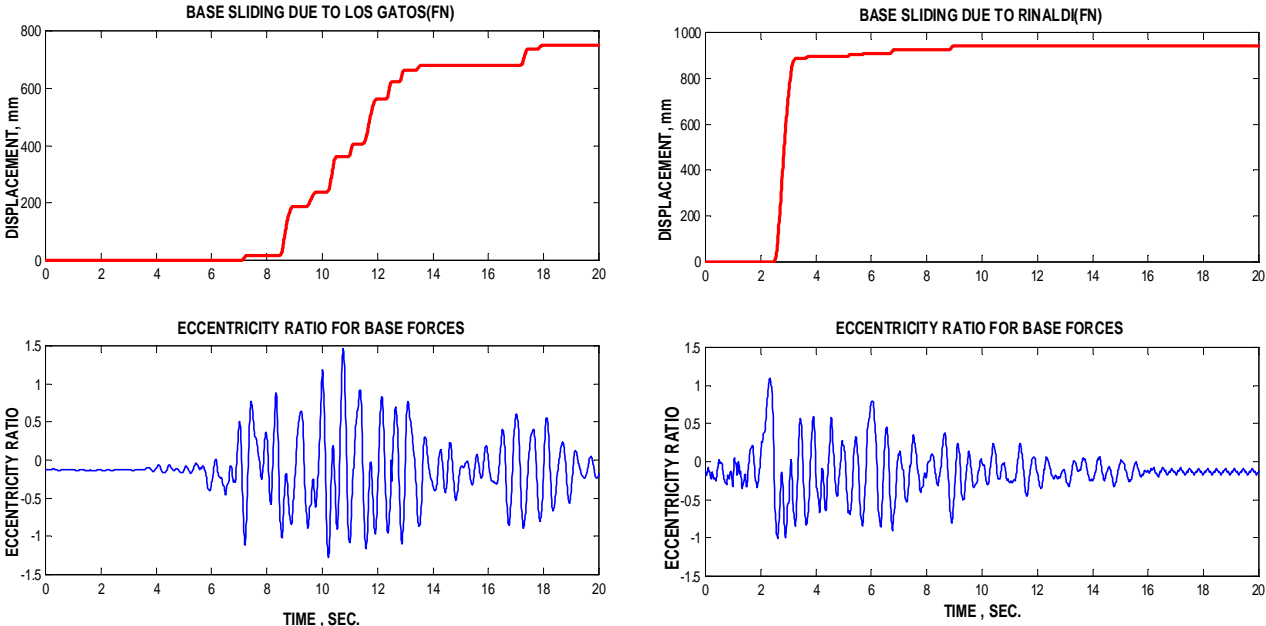 BASE SLIDING DUE TO LOS GATOS(FN)
DISPLACEMENT, mm
800
600
400
200
0
0 2 4 6 8 10 12 14 16 18 20
BASE SLIDING DUE TO RINALDI(FN)
DISPLACEMENT, mm
1000
800
600
400
200
0
0 2 4 6 8 10 12 14 16 18 20
ECCENTRICITY RATIO FOR BASE FORCES
ECCENTRICITY RATIO
1.5
1
0.5
0
-0.5
-1
-1.5
0 2 4 6 8 10 12 14 16 18 20
TIME , SEC.
ECCENTRICITY RATIO FOR BASE FORCES
ECCENTRICITY RATIO
1.5
1
0.5
0
-0.5
-1
-1.5
0 2 4 6 8 10 12 14 16 18 20
TIME , SEC.